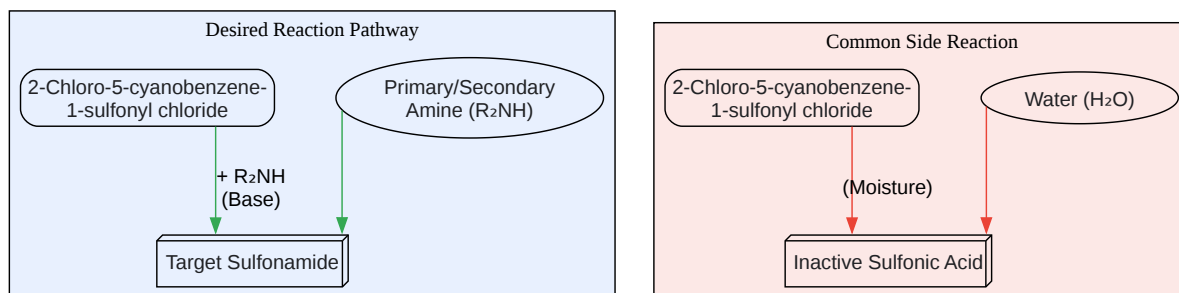 Desired Reaction Pathway
2-Chloro-5-cyanobenzene-
1-sulfonyl chloride
Primary/Secondary
Amine (R₂NH)
+ R₂NH
(Base)
Target Sulfonamide
Common Side Reaction
2-Chloro-5-cyanobenzene-
1-sulfonyl chloride
Water (H₂O)
(Moisture)
Inactive Sulfonic Acid